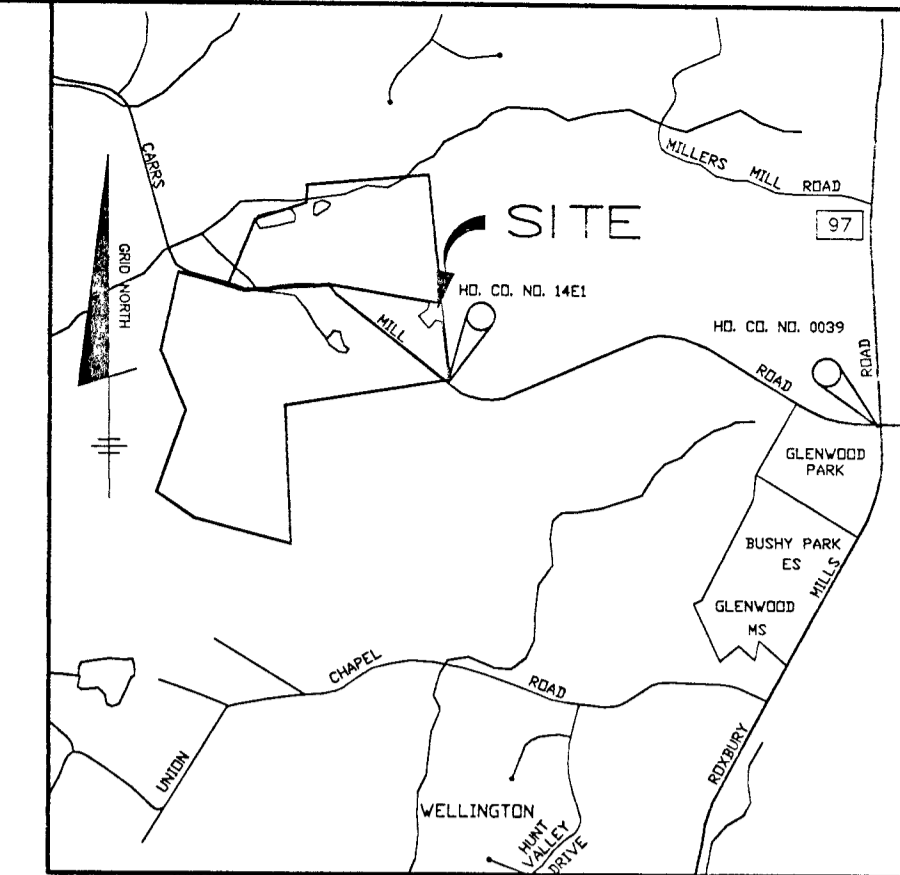 CARRS
MILLERS MILL ROAD
97
SITE
GRID NORTH
HO. CO. NO. 14E1
MILL
HO. CO. NO. 0039
ROAD
ROAD
GLENWOOD
PARK
BUSHY PARK
ES
MILLS
GLENWOOD
MS
CHAPEL
ROAD
UNION
ROXBURY
WELLINGTON
HUNT
VALLEY
DRIVE